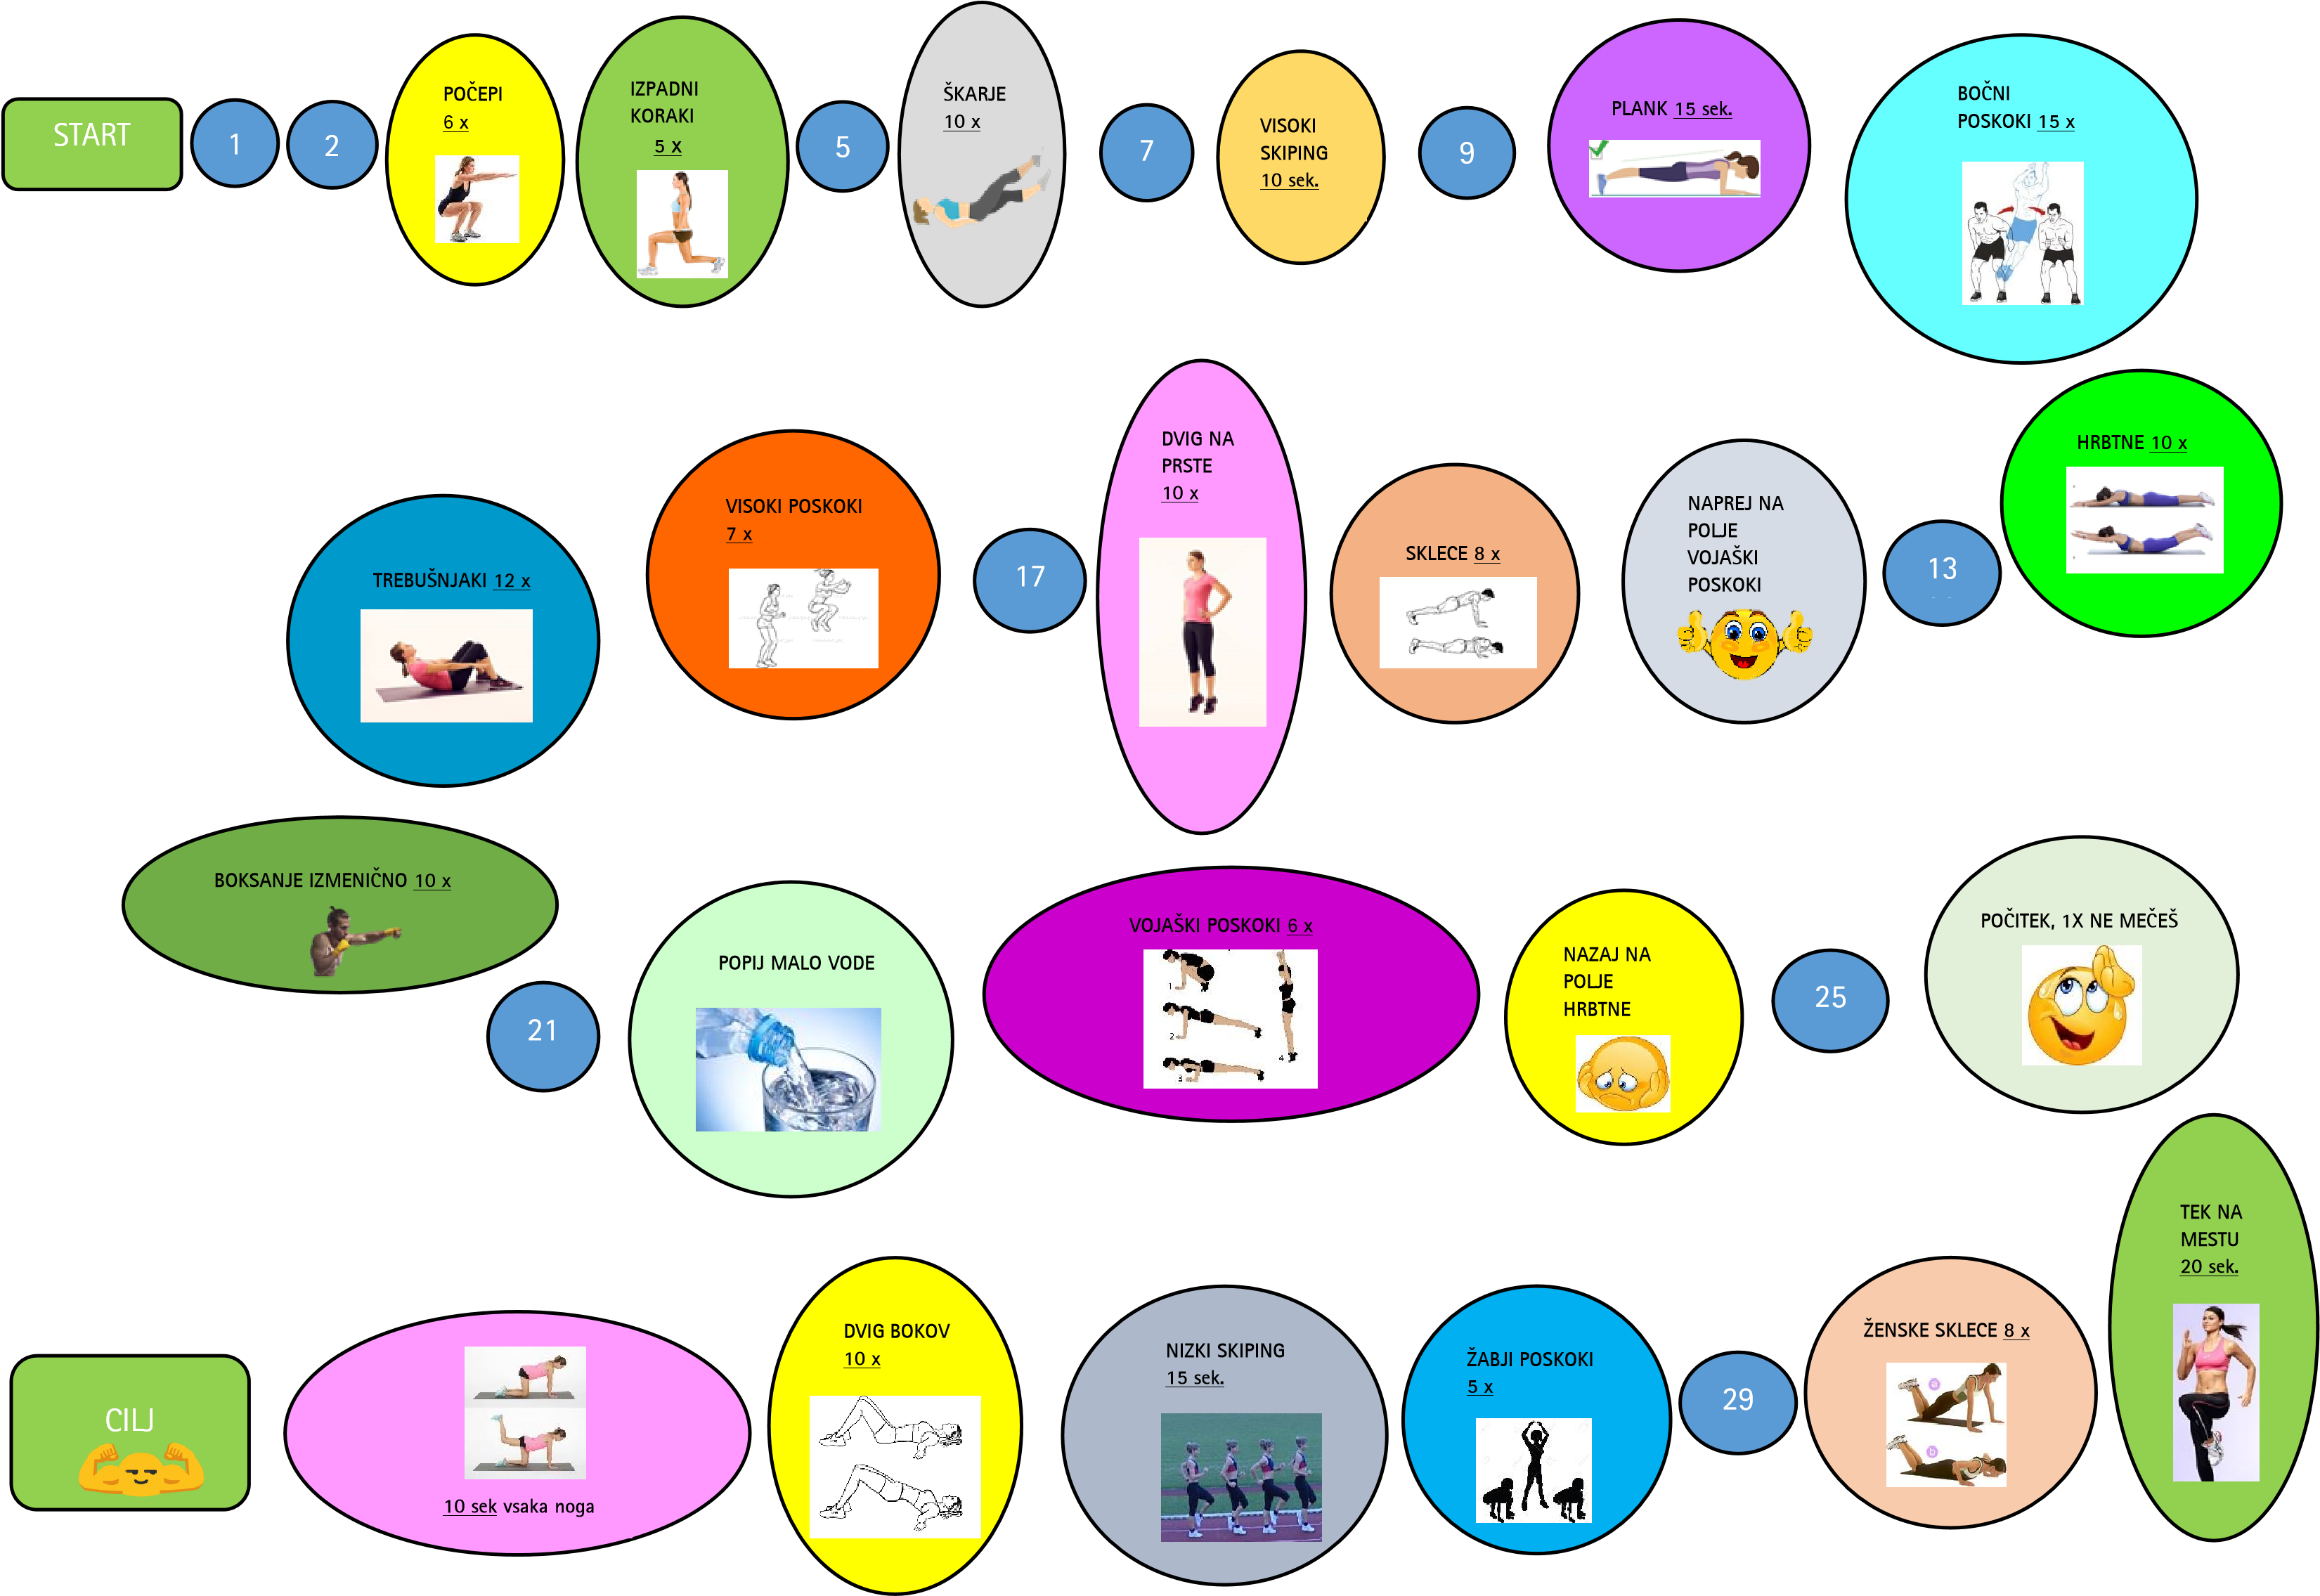 START
1
2
POČEPI
6 x
IZPADNI
KORAKI
5 x
5
ŠKARJE
10 x
7
VISOKI
SKIPING
10 sek.
9
PLANK 15 sek.
BOČNI
POSKOKI 15 x
HRBTNE 10 x
13
NAPREJ NA
POLJE
VOJAŠKI
POSKOKI
SKLECE 8 x
DVIG NA
PRSTE
10 x
17
VISOKI POSKOKI
7 x
TREBUŠNJAKI 12 x
BOKSANJE IZMENIČNO 10 x
21
POPIJ MALO VODE
VOJAŠKI POSKOKI 6 x
1
2
3
4
NAZAJ NA
POLJE
HRBTNE
25
POČITEK, 1X NE MEČEŠ
TEK NA
MESTU
20 sek.
ŽENSKE SKLECE 8 x
29
ŽABJI POSKOKI
5 x
NIZKI SKIPING
15 sek.
DVIG BOKOV
10 x
10 sek vsaka noga
CILJ